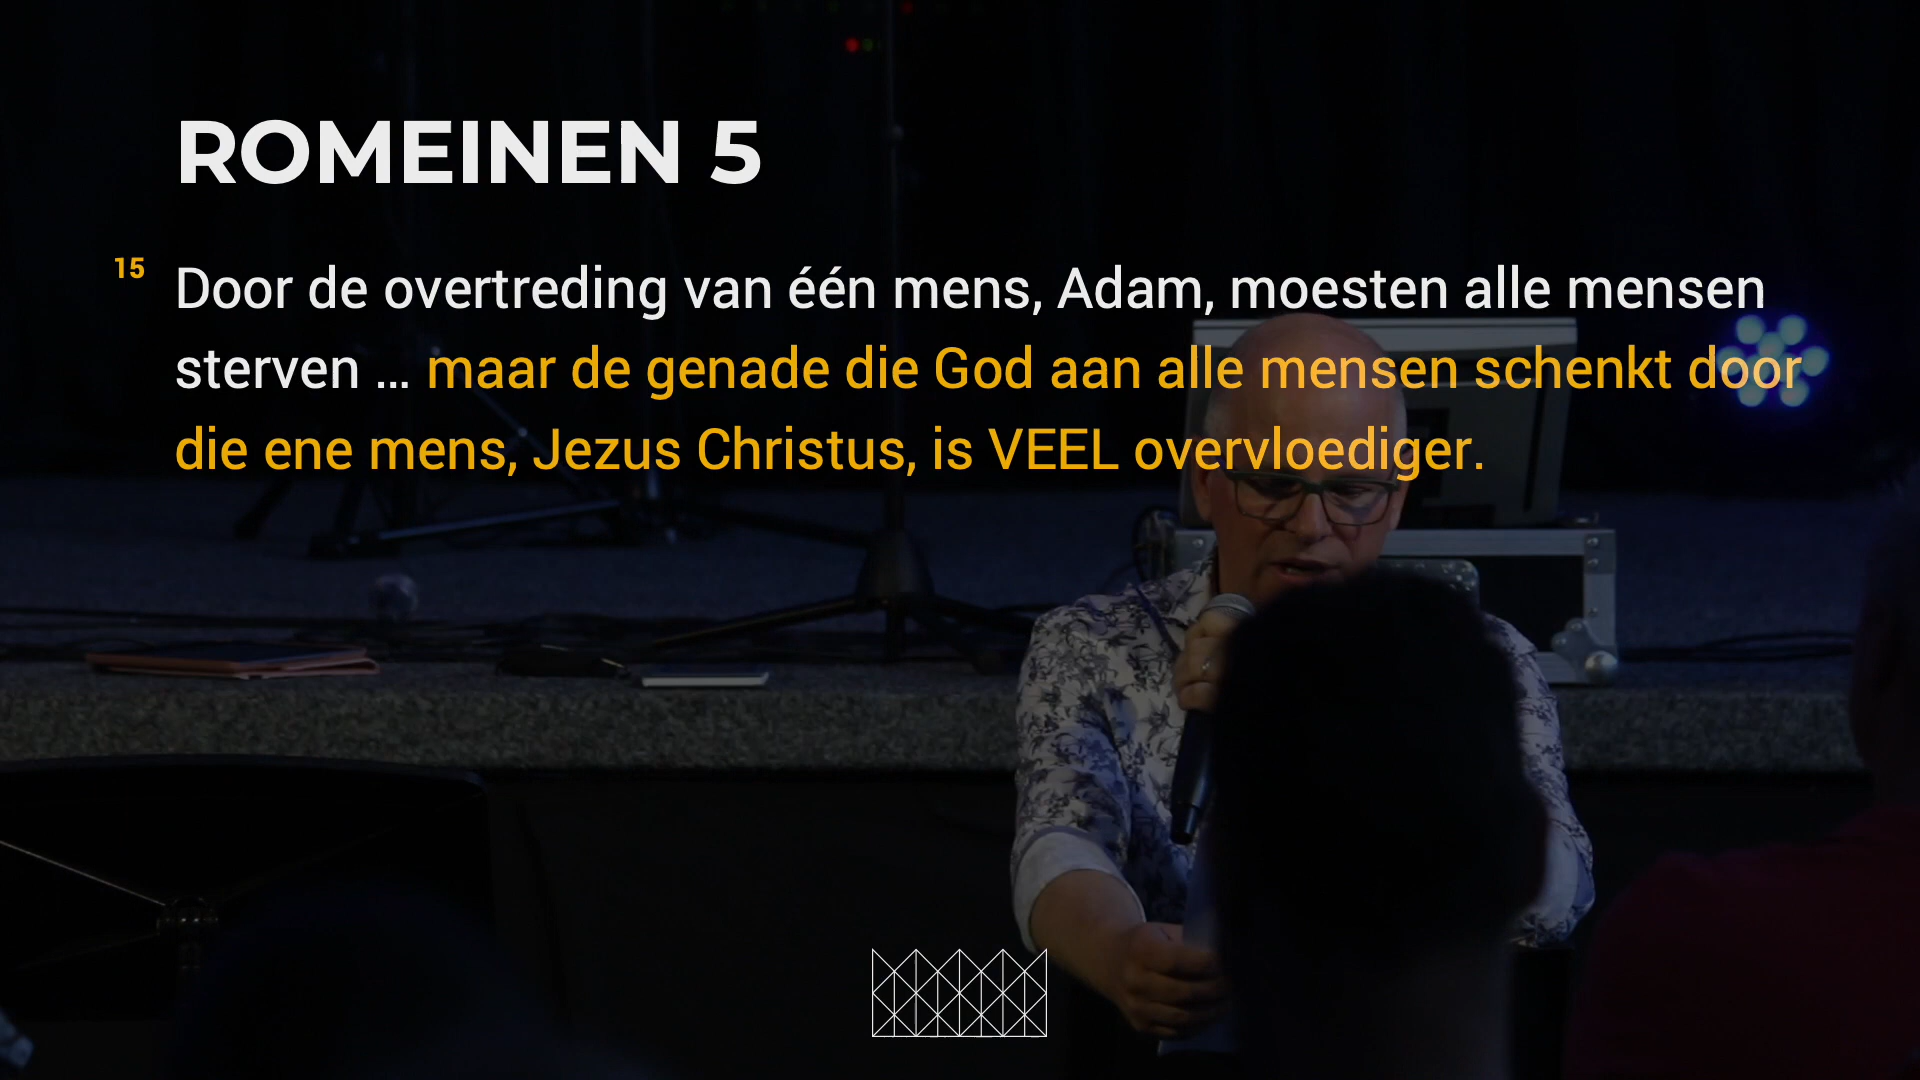 ROMEINEN 5
15 Door de overtreding van één mens, Adam, moesten alle mensen
sterven ... maar de genade die God aan alle mensen schenkt door
die ene mens, Jezus Christus, is VEEL overvloediger.